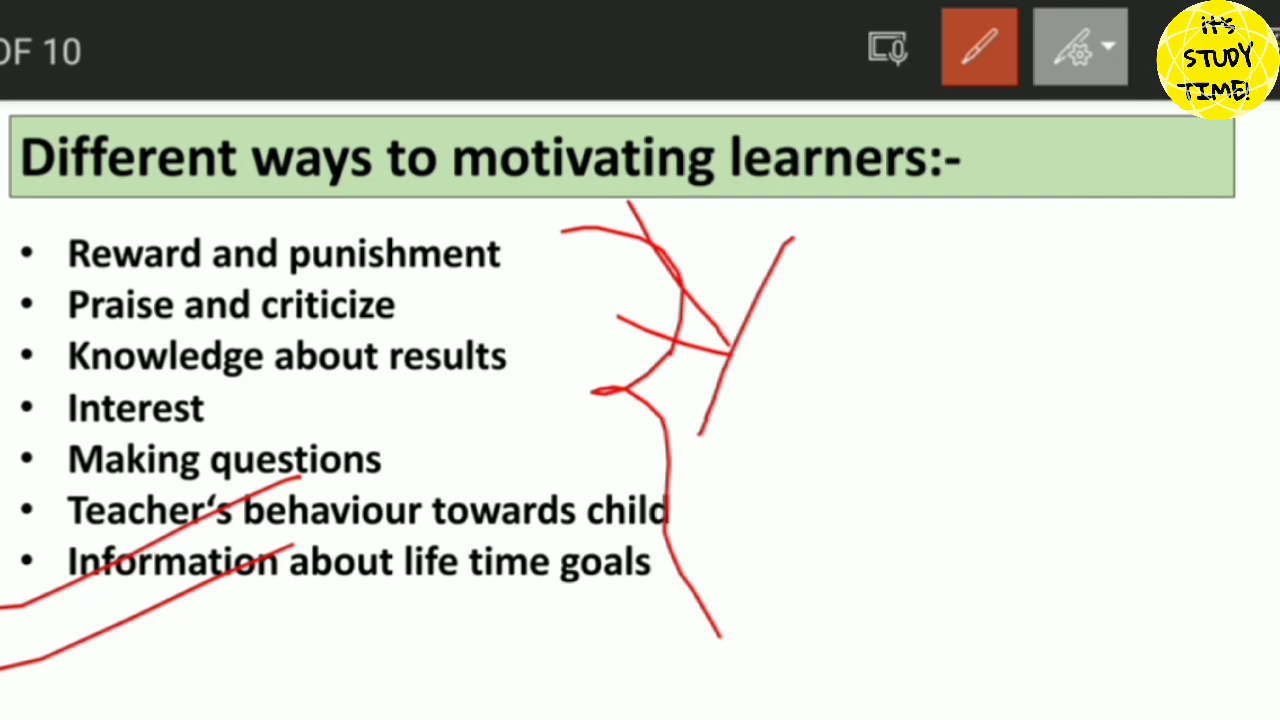 OF 10
it's
STUDY
TIME!
Different ways to motivating learners:-
• Reward and punishment
• Praise and criticize
• Knowledge about results
• Interest
• Making questions
• Teacher‘s behaviour towards child
• Information about life time goals